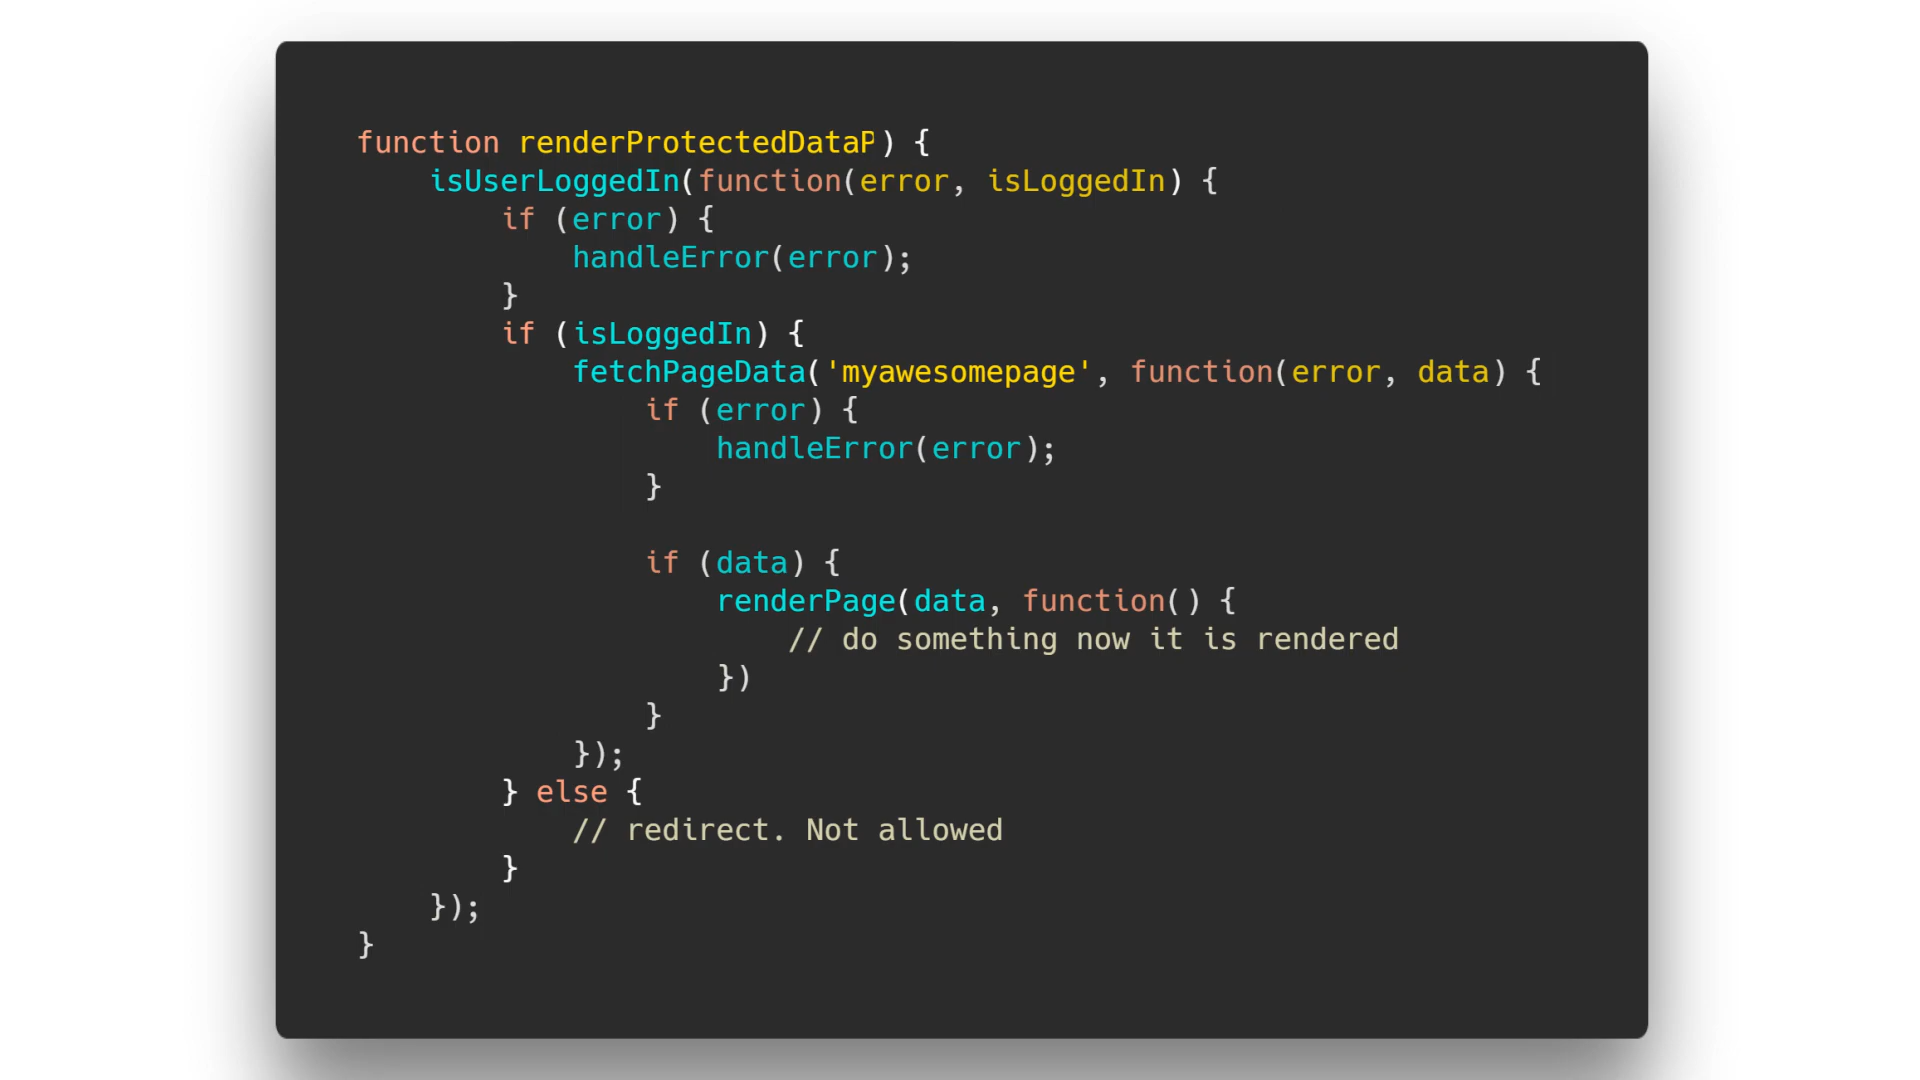 function renderProtectedDataP) {
    isUserLoggedIn(function(error, isLoggedIn) {
        if (error) {
            handleError(error);
        }
        if (isLoggedIn) {
            fetchPageData('myawesomepage', function(error, data) {
                if (error) {
                    handleError(error);
                }

                if (data) {
                    renderPage(data, function() {
                        // do something now it is rendered
                    })
                }
            });
        } else {
            // redirect. Not allowed
        }
    });
}